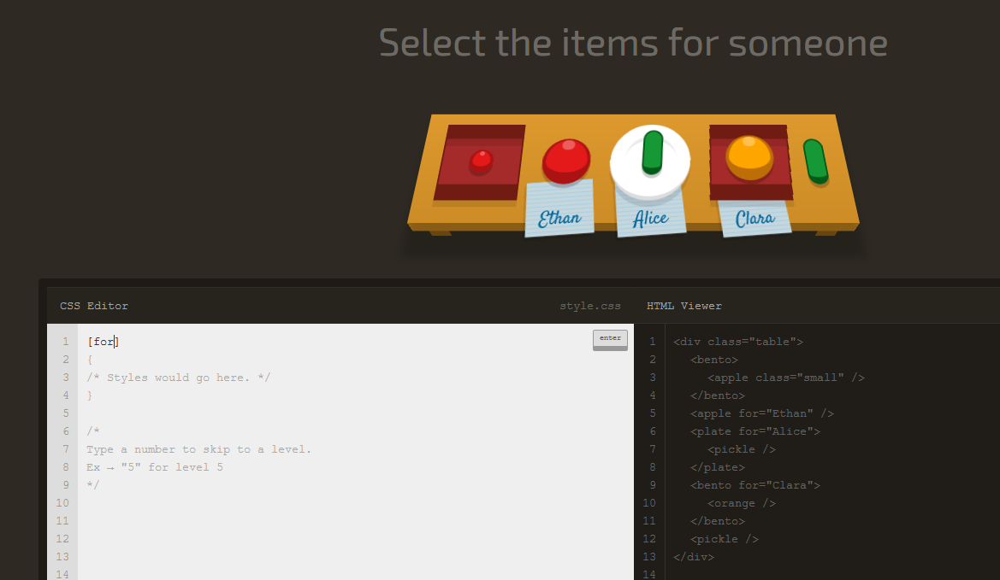 Select the items for someone
Ethan
Alice
Clara
CSS Editor
style.css
1 [for]
2 {
3 /* Styles would go here. */
4 }
5
6 /*
7 Type a number to skip to a level.
8 Ex → "5" for level 5
9 */
10
11
12
13
14
enter
HTML Viewer
1 <div class="table">
2 <bento>
3 <apple class="small" />
4 </bento>
5 <apple for="Ethan" />
6 <plate for="Alice">
7 <pickle />
8 </plate>
9 <bento for="Clara">
10 <orange />
11 </bento>
12 <pickle />
13 </div>
14